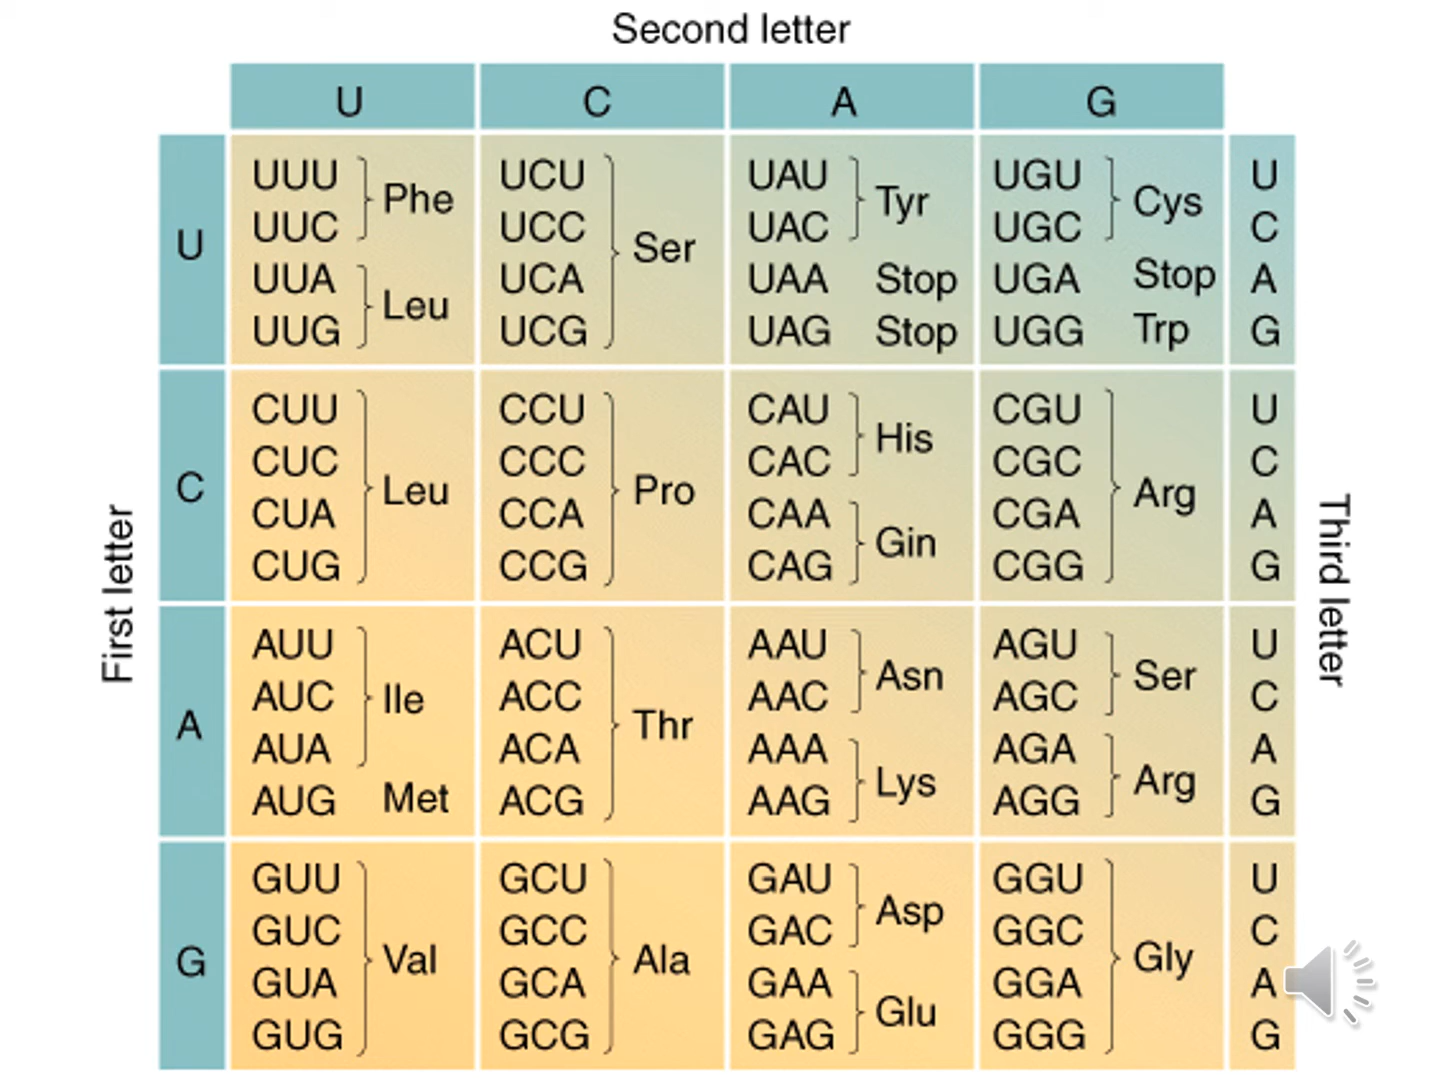 Second letter
U C A G
First letter
Third letter
U
UUU
UUC
Phe
UUA
UUG
Leu
UCU
UCC
UCA
UCG
Ser
UAU
UAC
Tyr
UAA Stop
UAG Stop
UGU
UGC
Cys
UGA Stop
UGG Trp
U
C
A
G
C
CUU
CUC
CUA
CUG
Leu
CCU
CCC
CCA
CCG
Pro
CAU
CAC
His
CAA
CAG
Gin
CGU
CGC
CGA
CGG
Arg
U
C
A
G
A
AUU
AUC
AUA
Ile
AUG Met
ACU
ACC
ACA
ACG
Thr
AAU
AAC
Asn
AAA
AAG
Lys
AGU
AGC
Ser
AGA
AGG
Arg
U
C
A
G
G
GUU
GUC
GUA
GUG
Val
GCU
GCC
GCA
GCG
Ala
GAU
GAC
Asp
GAA
GAG
Glu
GGU
GGC
GGA
GGG
Gly
U
C
A
G